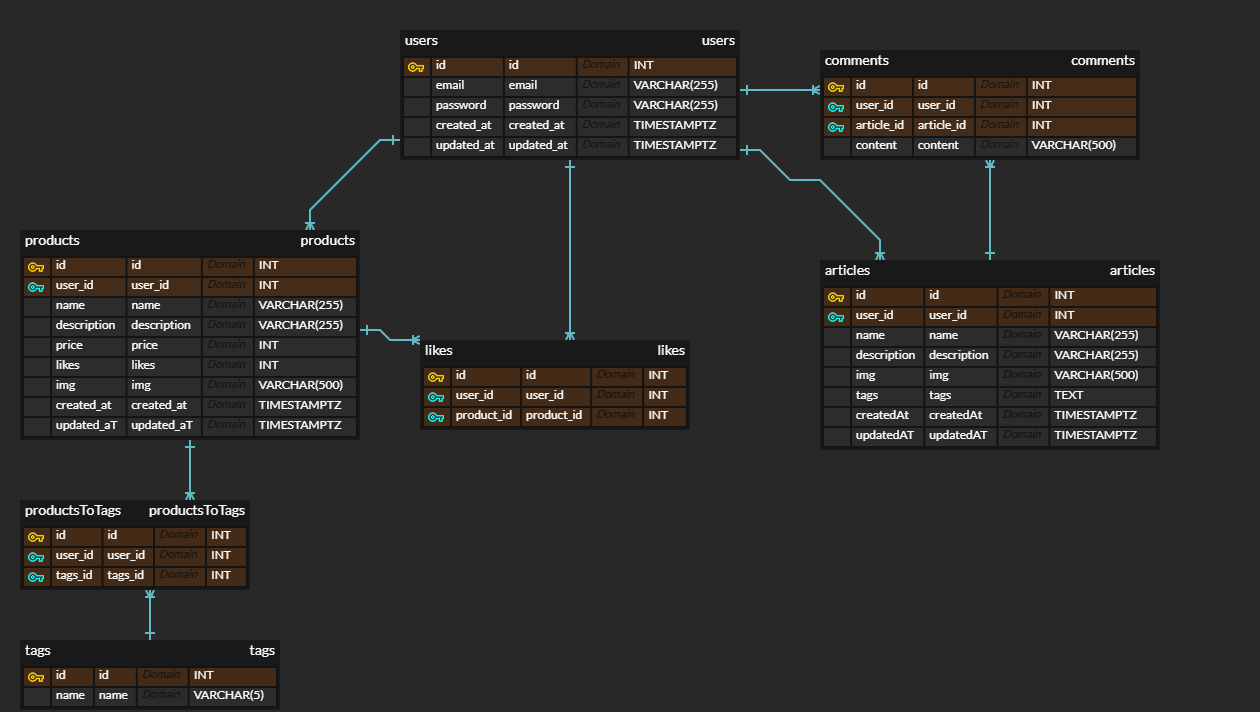 users users
id id Domain INT
email email Domain VARCHAR(255)
password password Domain VARCHAR(255)
created_at created_at Domain TIMESTAMPTZ
updated_at updated_at Domain TIMESTAMPTZ
comments comments
id id Domain INT
user_id user_id Domain INT
article_id article_id Domain INT
content content Domain VARCHAR(500)
products products
id id Domain INT
user_id user_id Domain INT
name name Domain VARCHAR(255)
description description Domain VARCHAR(255)
price price Domain INT
likes likes Domain INT
img img Domain VARCHAR(500)
created_at created_at Domain TIMESTAMPTZ
updated_aT updated_aT Domain TIMESTAMPTZ
likes likes
id id Domain INT
user_id user_id Domain INT
product_id product_id Domain INT
articles articles
id id Domain INT
user_id user_id Domain INT
name name Domain VARCHAR(255)
description description Domain VARCHAR(255)
img img Domain VARCHAR(500)
tags tags Domain TEXT
createdAt createdAt Domain TIMESTAMPTZ
updatedAT updatedAT Domain TIMESTAMPTZ
productsToTags productsToTags
id id Domain INT
user_id user_id Domain INT
tags_id tags_id Domain INT
tags tags
id id Domain INT
name name Domain VARCHAR(5)